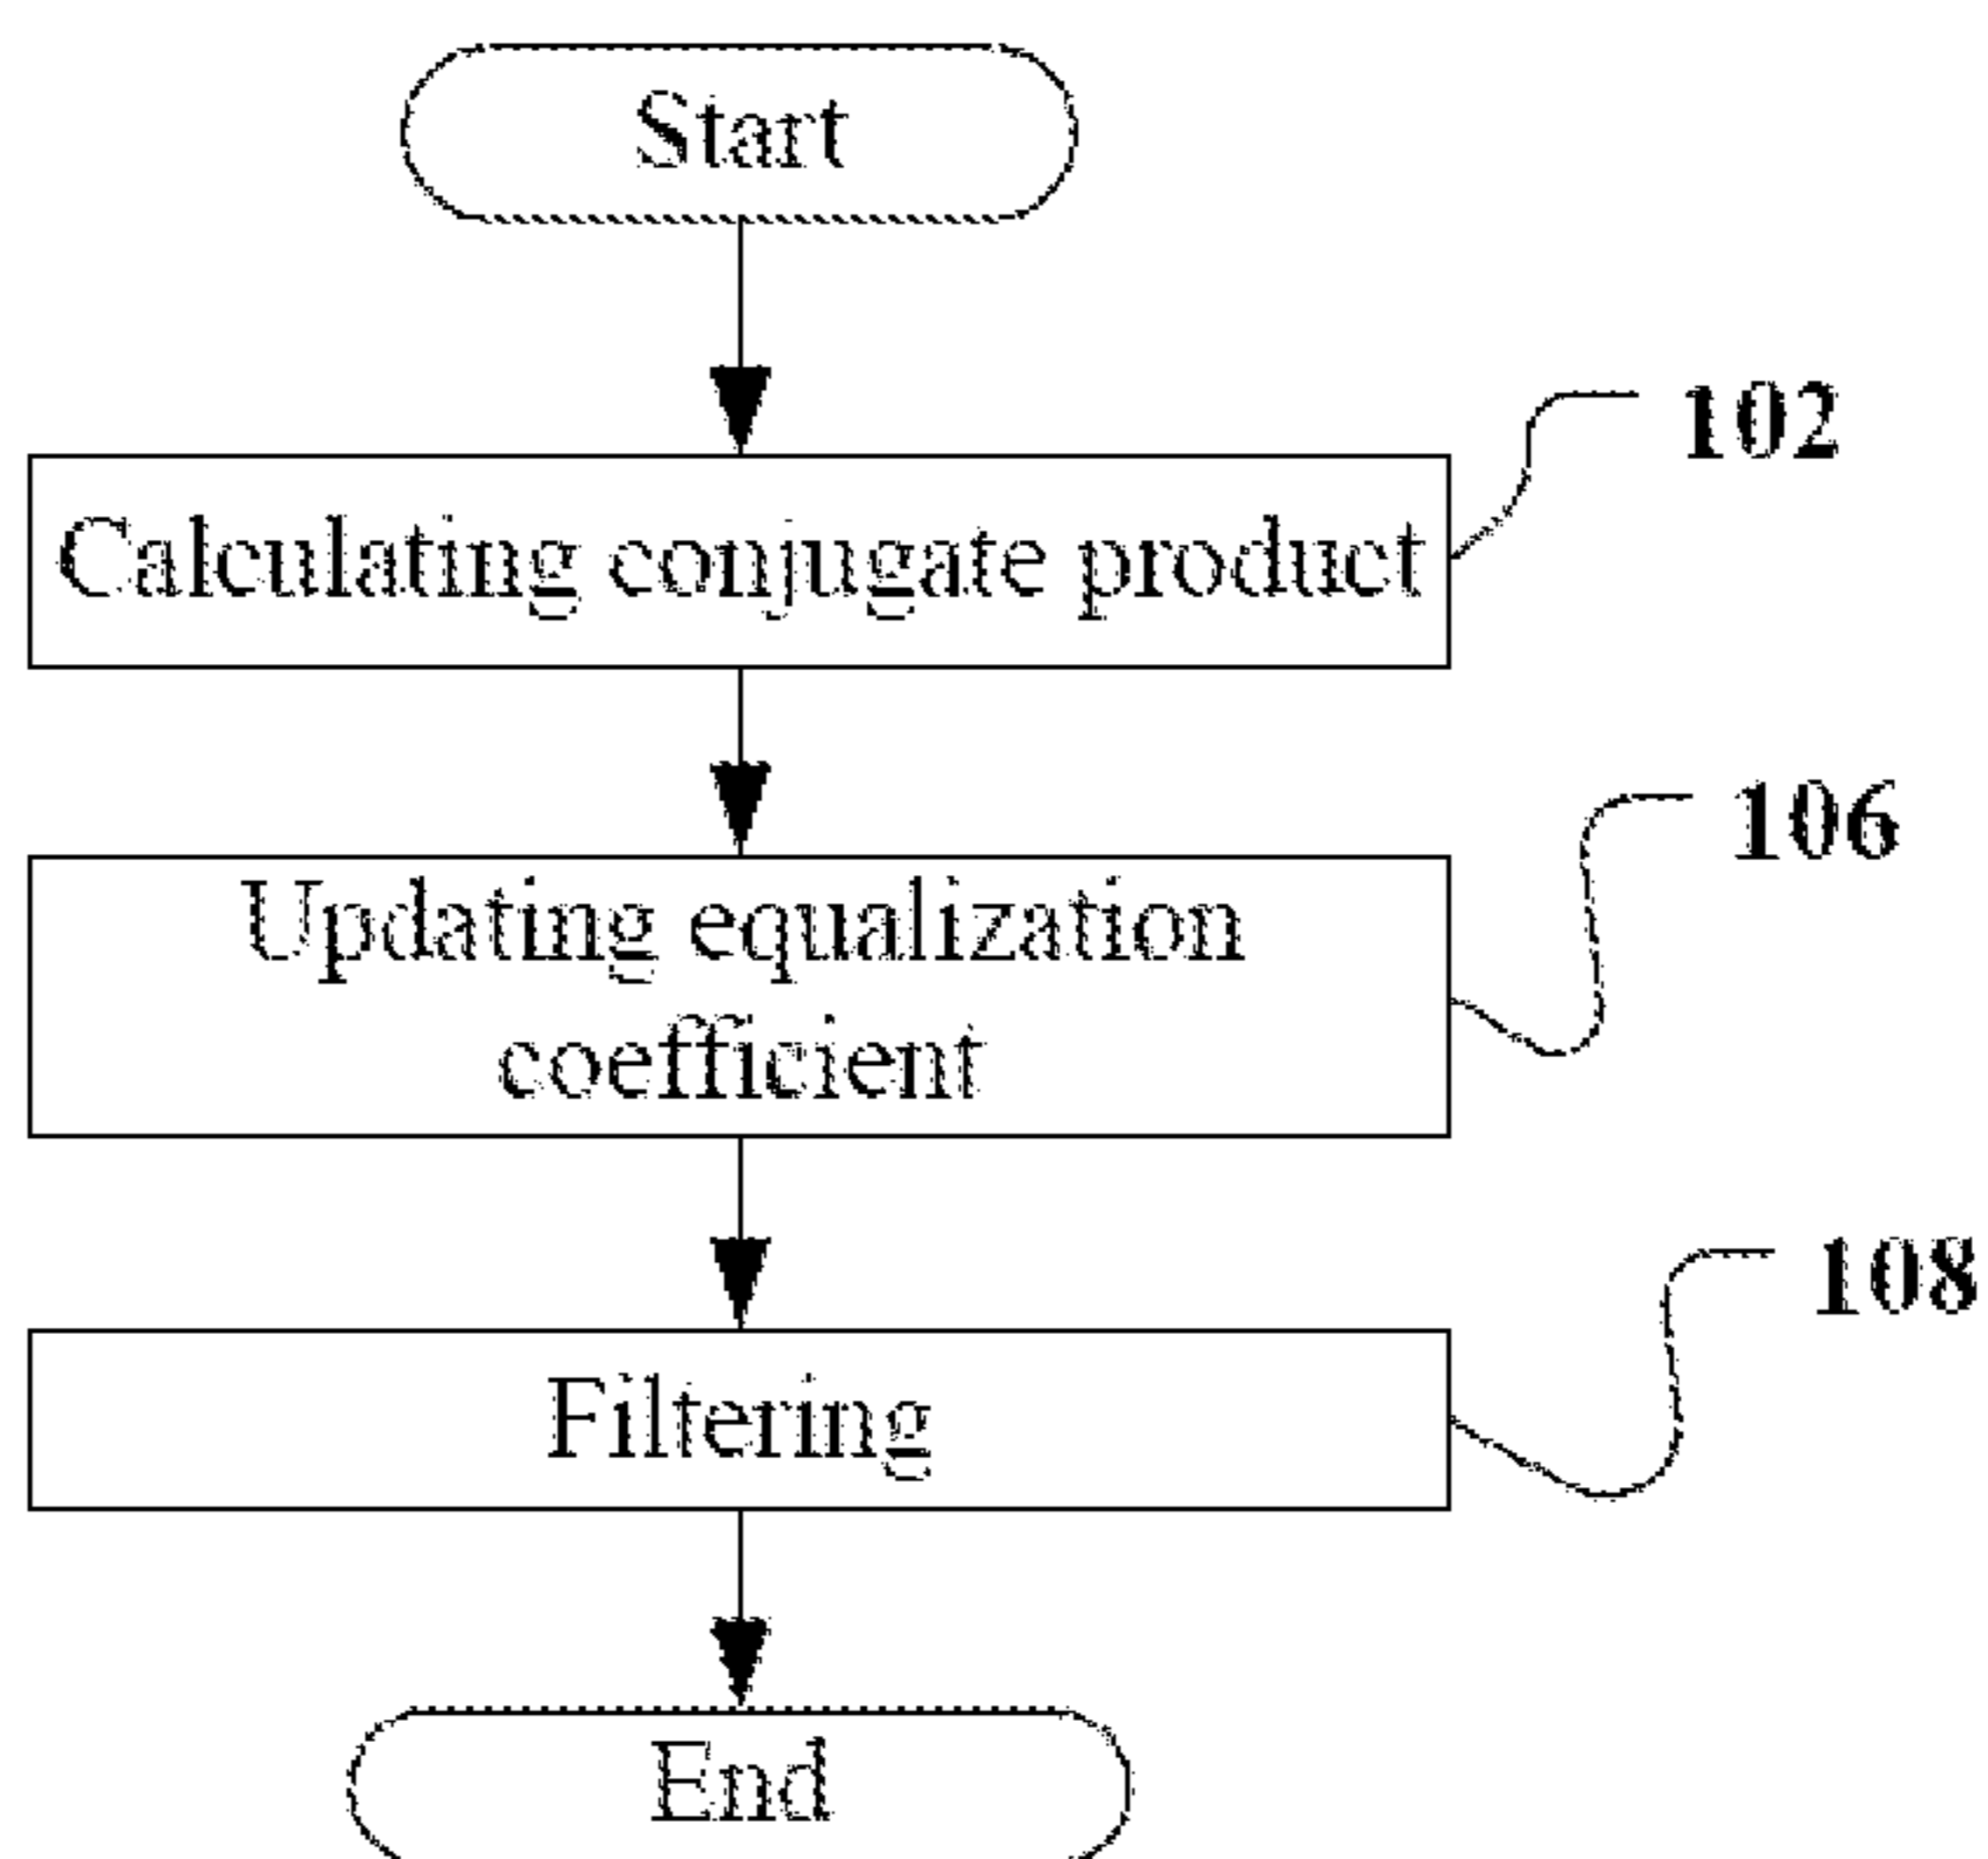 Start
102
Calculating conjugate product
106
Updating equalization
coefficient
108
Filtering
End